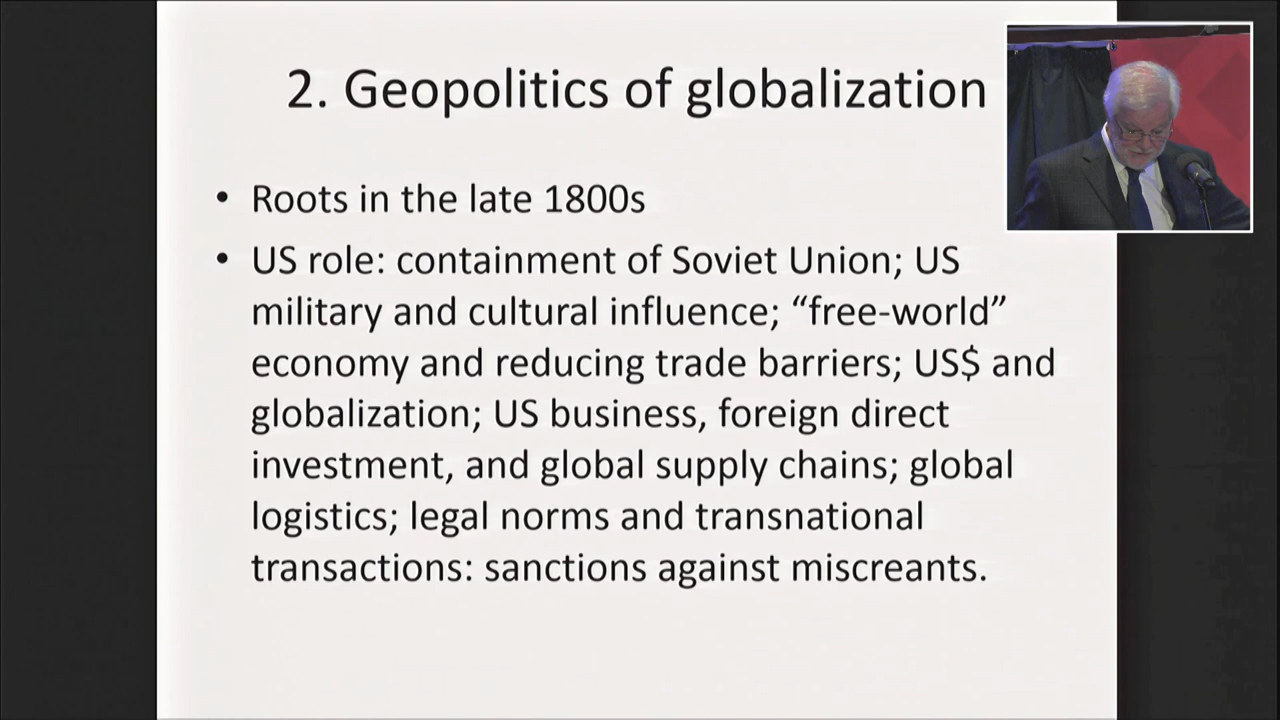 2. Geopolitics of globalization
• Roots in the late 1800s
• US role: containment of Soviet Union; US
military and cultural influence; “free-world”
economy and reducing trade barriers; US$ and
globalization; US business, foreign direct
investment, and global supply chains; global
logistics; legal norms and transnational
transactions: sanctions against miscreants.